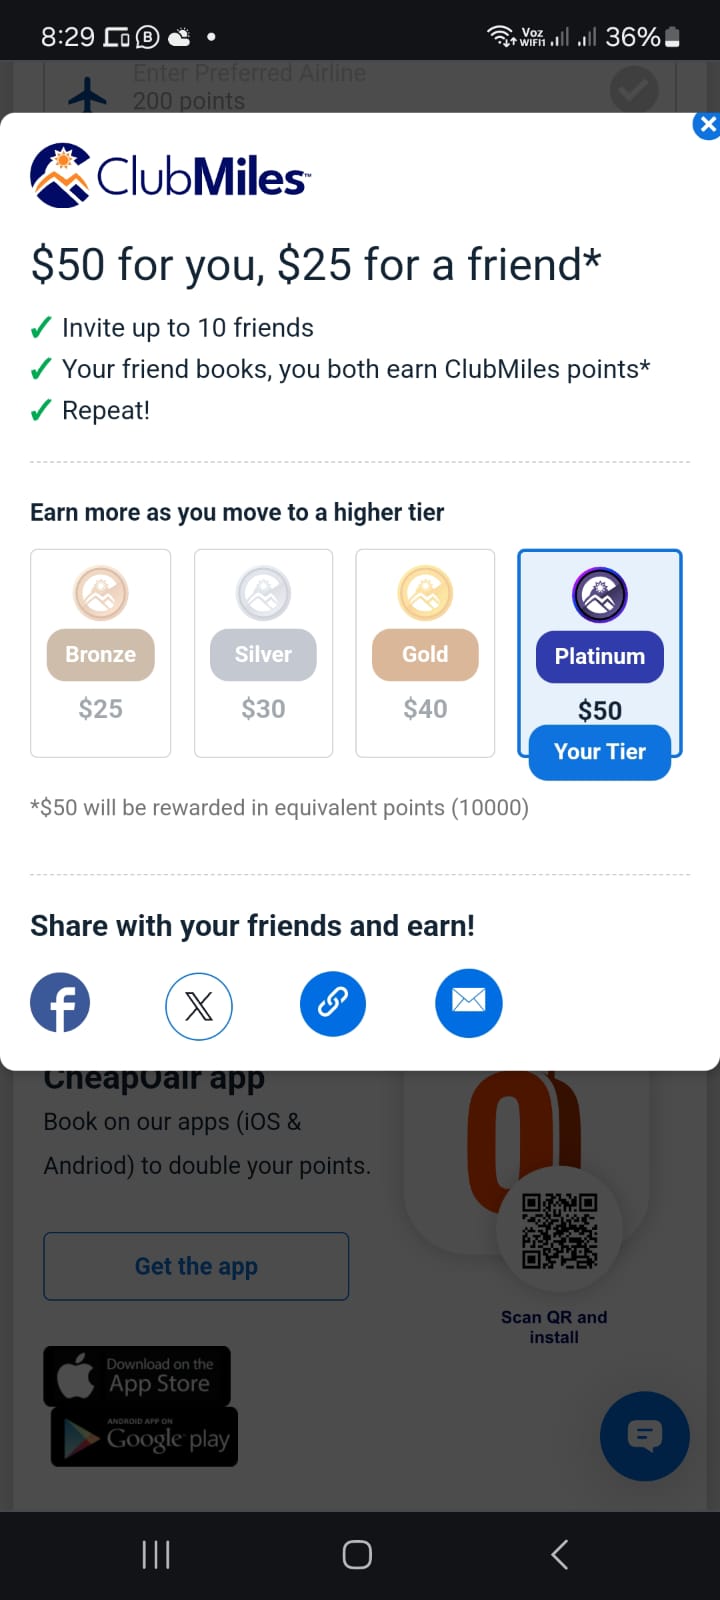 8:29
Voz
WiFi1
36%
Enter Preferred Airline
200 points
ClubMiles™
$50 for you, $25 for a friend*
✓ Invite up to 10 friends
✓ Your friend books, you both earn ClubMiles points*
✓ Repeat!
Earn more as you move to a higher tier
Bronze
$25
Silver
$30
Gold
$40
Platinum
$50
Your Tier
*$50 will be rewarded in equivalent points (10000)
Share with your friends and earn!
CheapOair app
Book on our apps (iOS &
Andriod) to double your points.
Get the app
Scan QR and
install
Download on the
App Store
ANDROID APP ON
Google play